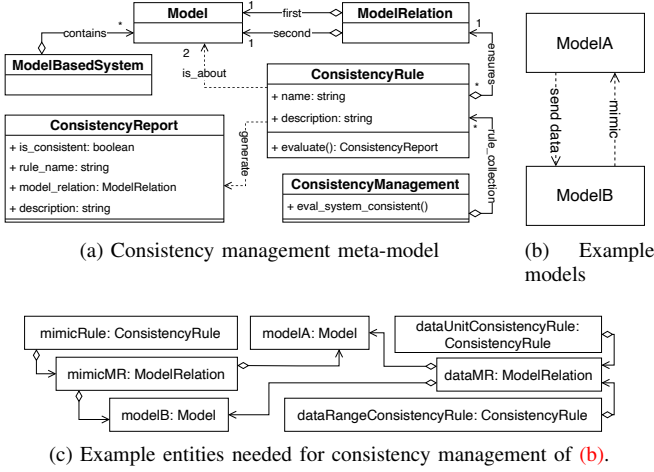 Model
first
ModelRelation
1
1
second
1
contains
*
ModelBasedSystem
2
is_about
ConsistencyRule
+ name: string
+ description: string
+ evaluate(): ConsistencyReport
ensures
*
*
rule_collection
generate
ConsistencyReport
+ is_consistent: boolean
+ rule_name: string
+ model_relation: ModelRelation
+ description: string
ConsistencyManagement
+ eval_system_consistent()
(a) Consistency management meta-model
ModelA
send data
mimic
ModelB
(b) Example
models
mimicRule: ConsistencyRule
modelA: Model
dataUnitConsistencyRule:
ConsistencyRule
mimicMR: ModelRelation
dataMR: ModelRelation
modelB: Model
dataRangeConsistencyRule: ConsistencyRule
(c) Example entities needed for consistency management of (b).